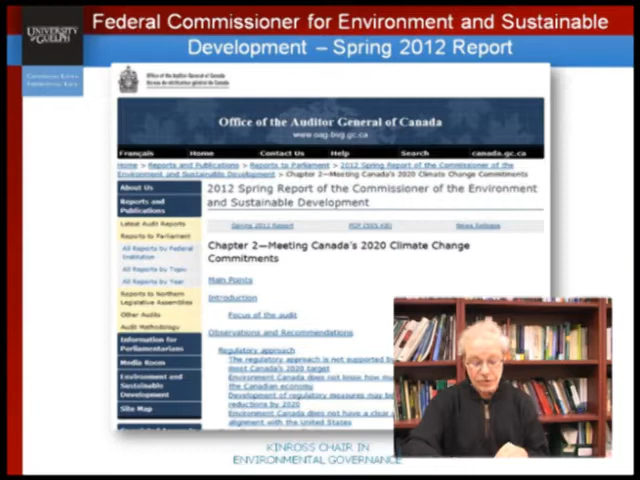 UNIVERSITY
of GUELPH
Federal Commissioner for Environment and Sustainable
Development – Spring 2012 Report
Office of the Auditor General of Canada
Bureau du vérificateur général du Canada
Office of the Auditor General of Canada
www.oag-bvg.gc.ca
Français Home Contact Us Help Search canada.gc.ca
Home > Reports and Publications > Reports to Parliament > 2012 Spring Report of the Commissioner of the
Environment and Sustainable Development > Chapter 2—Meeting Canada's 2020 Climate Change Commitments
About Us
Reports and
Publications
Latest Audit Reports
Reports to Parliament
All Reports by Federal
Institution
All Reports by Topic
All Reports by Year
Reports to Northern
Legislative Assemblies
Other Audits
Audit Methodology
Information for
Parliamentarians
Media Room
Environment and
Sustainable
Development
Site Map
2012 Spring Report of the Commissioner of the Environment
and Sustainable Development
Spring 2012 Report
News Release
Chapter 2—Meeting Canada's 2020 Climate Change
Commitments
Main Points
Introduction
Focus of the audit
Observations and Recommendations
Regulatory approach
The regulatory approach is not supported
meet Canada's 2020 target
Environment Canada does not know how
the Canadian economy
Development of regulatory measures may
reductions by 2020
Environment Canada does not have a clear
alignment with the United States
KINROSS CHAIR IN
ENVIRONMENTAL GOVERNANCE